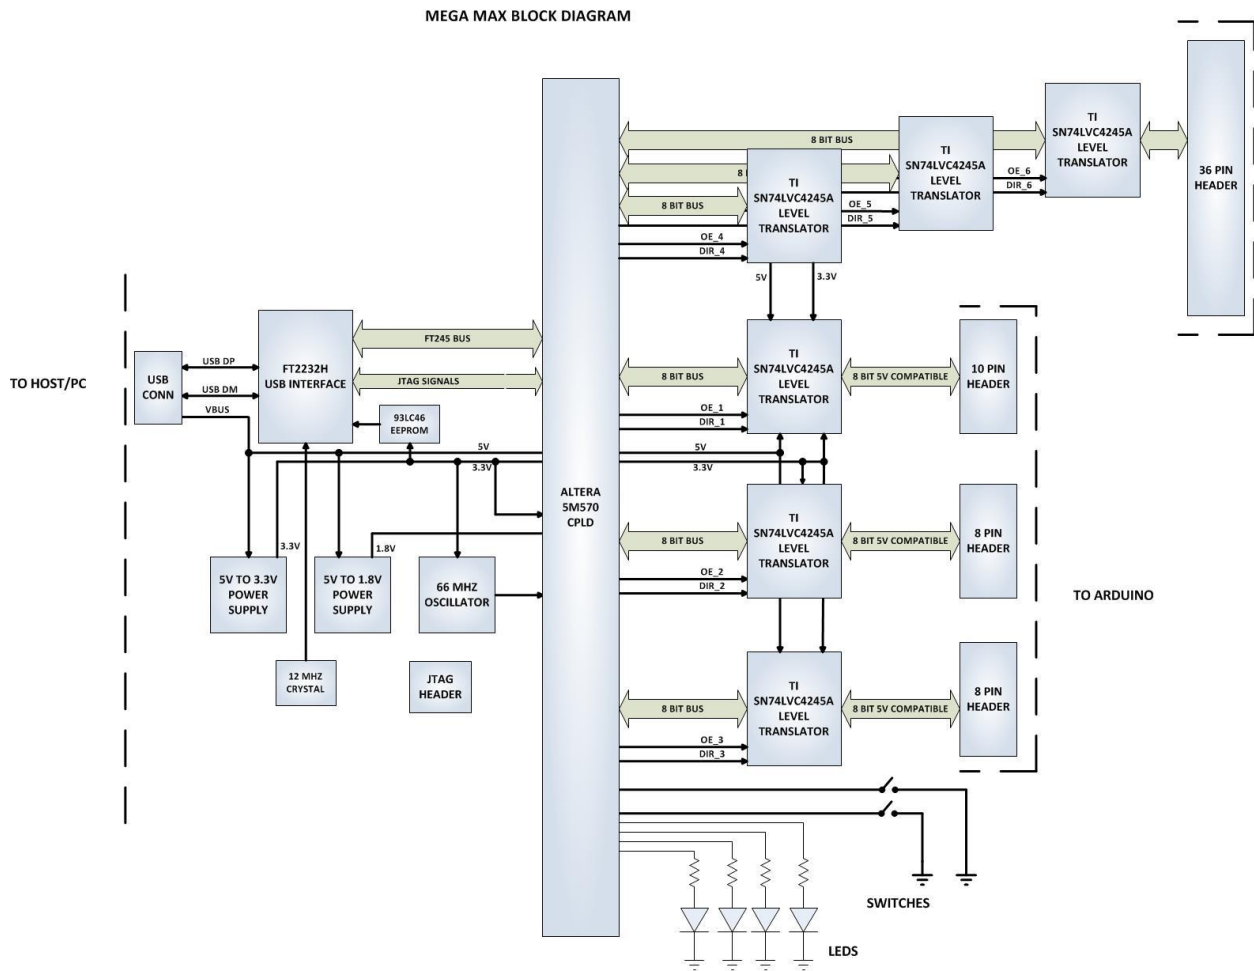 MEGA MAX BLOCK DIAGRAM
TI
SN74LVC4245A
LEVEL
TRANSLATOR
36 PIN
HEADER
8 BIT BUS
TI
SN74LVC4245A
LEVEL
TRANSLATOR
OE_6
DIR_6
8
TI
SN74LVC4245A
LEVEL
TRANSLATOR
8 BIT BUS
OE_5
DIR_5
OE_4
DIR_4
5V
3.3V
TO HOST/PC
USB
CONN
USB DP
USB DM
VBUS
FT2232H
USB INTERFACE
FT245 BUS
JTAG SIGNALS
93LC46
EEPROM
5V
3.3V
ALTERA
5M570
CPLD
8 BIT BUS
OE_1
DIR_1
TI
SN74LVC4245A
LEVEL
TRANSLATOR
8 BIT 5V COMPATIBLE
10 PIN
HEADER
5V
3.3V
3.3V
1.8V
5V TO 3.3V
POWER
SUPPLY
5V TO 1.8V
POWER
SUPPLY
66 MHZ
OSCILLATOR
8 BIT BUS
OE_2
DIR_2
TI
SN74LVC4245A
LEVEL
TRANSLATOR
8 BIT 5V COMPATIBLE
8 PIN
HEADER
TO ARDUINO
12 MHZ
CRYSTAL
JTAG
HEADER
8 BIT BUS
OE_3
DIR_3
TI
SN74LVC4245A
LEVEL
TRANSLATOR
8 BIT 5V COMPATIBLE
8 PIN
HEADER
SWITCHES
LEDS